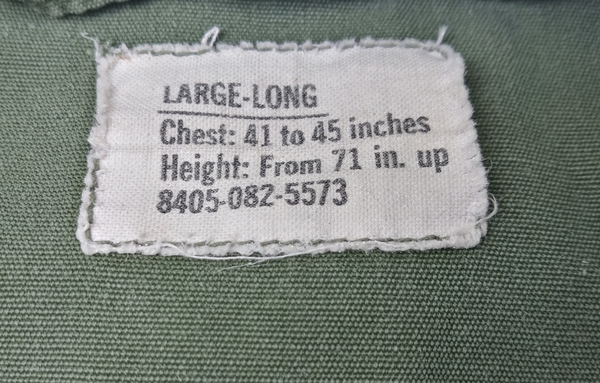 LARGE-LONG
Chest: 41 to 45 inches
Height: From 71 in. up
8405-082-5573